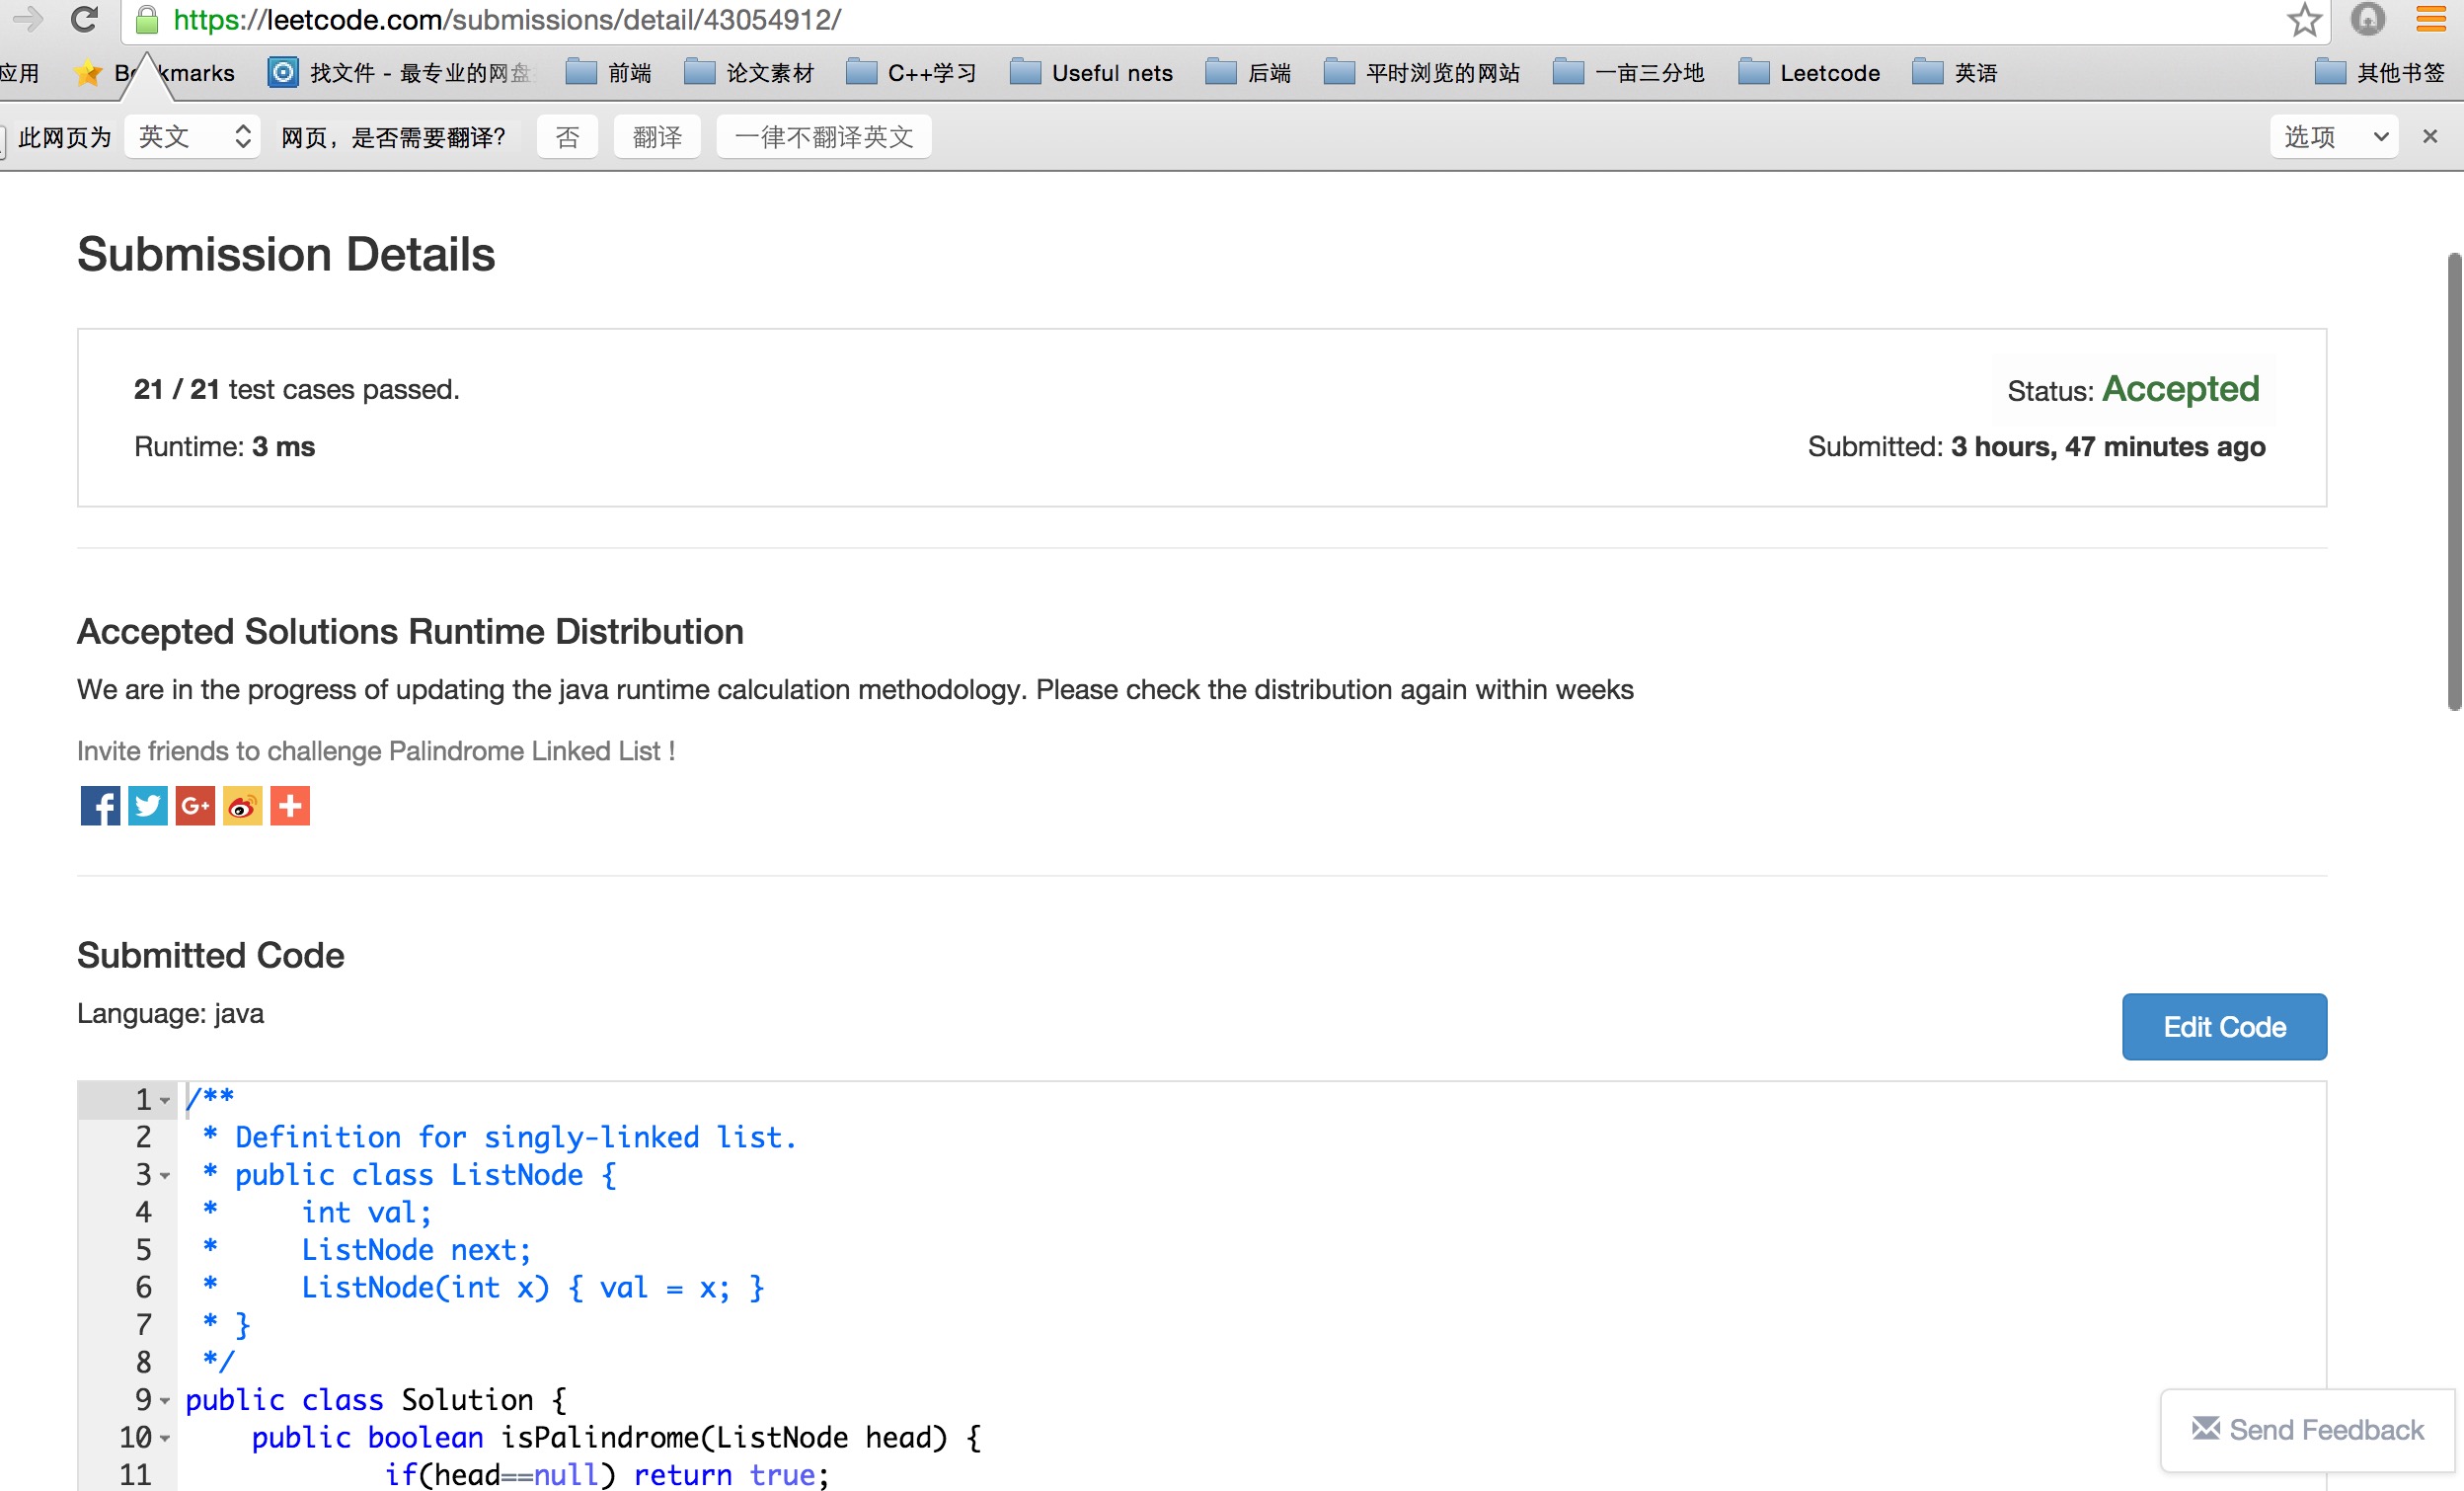 https://leetcode.com/submissions/detail/43054912/
应用 Bookmarks 找文件 - 最专业的网盘 前端 论文素材 C++学习 Useful nets 后端 平时浏览的网站 一亩三分地 Leetcode 英语 其他书签
此网页为 英文 网页，是否需要翻译？ 否 翻译 一律不翻译英文 选项 ×
Submission Details
21 / 21 test cases passed.
Status: Accepted
Runtime: 3 ms
Submitted: 3 hours, 47 minutes ago
Accepted Solutions Runtime Distribution
We are in the progress of updating the java runtime calculation methodology. Please check the distribution again within weeks
Invite friends to challenge Palindrome Linked List !
G+
Submitted Code
Language: java
Edit Code
1 /**
2  * Definition for singly-linked list.
3  * public class ListNode {
4  *     int val;
5  *     ListNode next;
6  *     ListNode(int x) { val = x; }
7  * }
8  */
9 public class Solution {
10     public boolean isPalindrome(ListNode head) {
11             if(head==null) return true;
Send Feedback